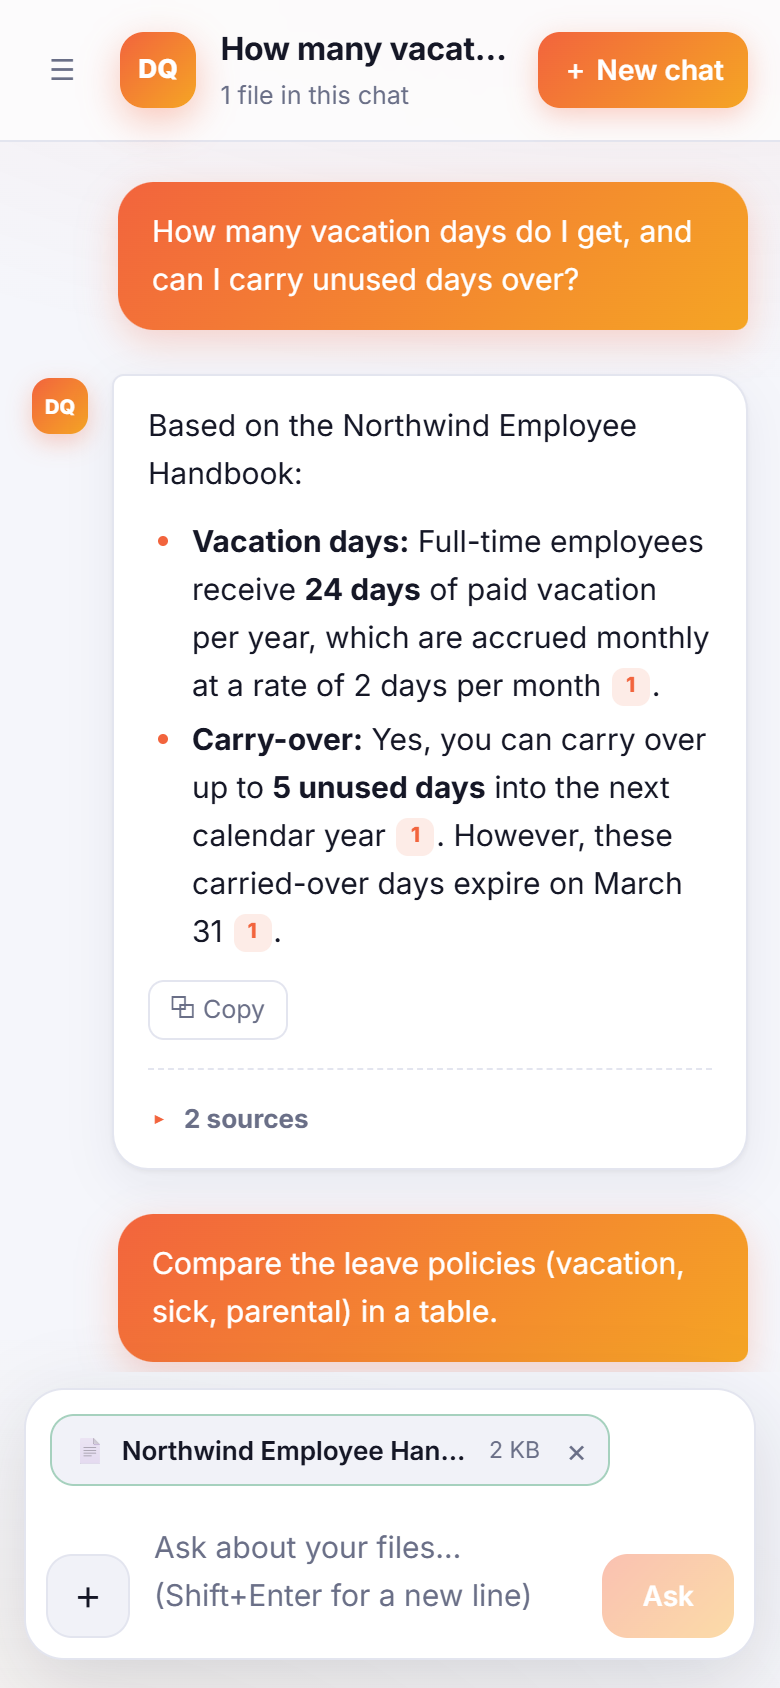 ☰ DQ How many vacat... + New chat
1 file in this chat
How many vacation days do I get, and
can I carry unused days over?
DQ
Based on the Northwind Employee
Handbook:
• Vacation days: Full-time employees
receive 24 days of paid vacation
per year, which are accrued monthly
at a rate of 2 days per month 1.
• Carry-over: Yes, you can carry over
up to 5 unused days into the next
calendar year 1. However, these
carried-over days expire on March
31 1.
Copy
▸ 2 sources
Compare the leave policies (vacation,
sick, parental) in a table.
Northwind Employee Han... 2 KB ×
Ask about your files...
(Shift+Enter for a new line)
+ Ask